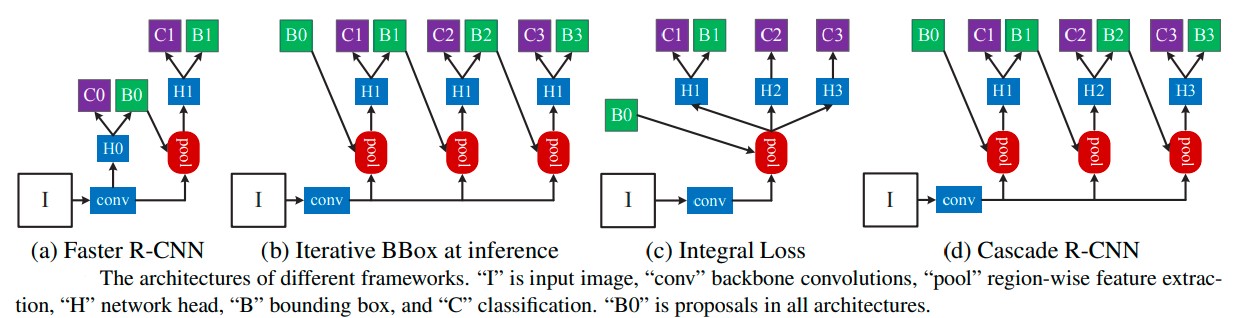 C1 B1
C0 B0
H1
H0
pool
I
conv
(a) Faster R-CNN
B0 C1 B1 C2 B2 C3 B3
H1 H1 H1
pool pool pool
I
conv
(b) Iterative BBox at inference
C1 B1 C2 C3
H1 H2 H3
B0
pool
I
conv
(c) Integral Loss
B0 C1 B1 C2 B2 C3 B3
H1 H2 H3
pool pool pool
I
conv
(d) Cascade R-CNN
The architectures of different frameworks. “I” is input image, “conv” backbone convolutions, “pool” region-wise feature extrac-
tion, “H” network head, “B” bounding box, and “C” classification. “B0” is proposals in all architectures.